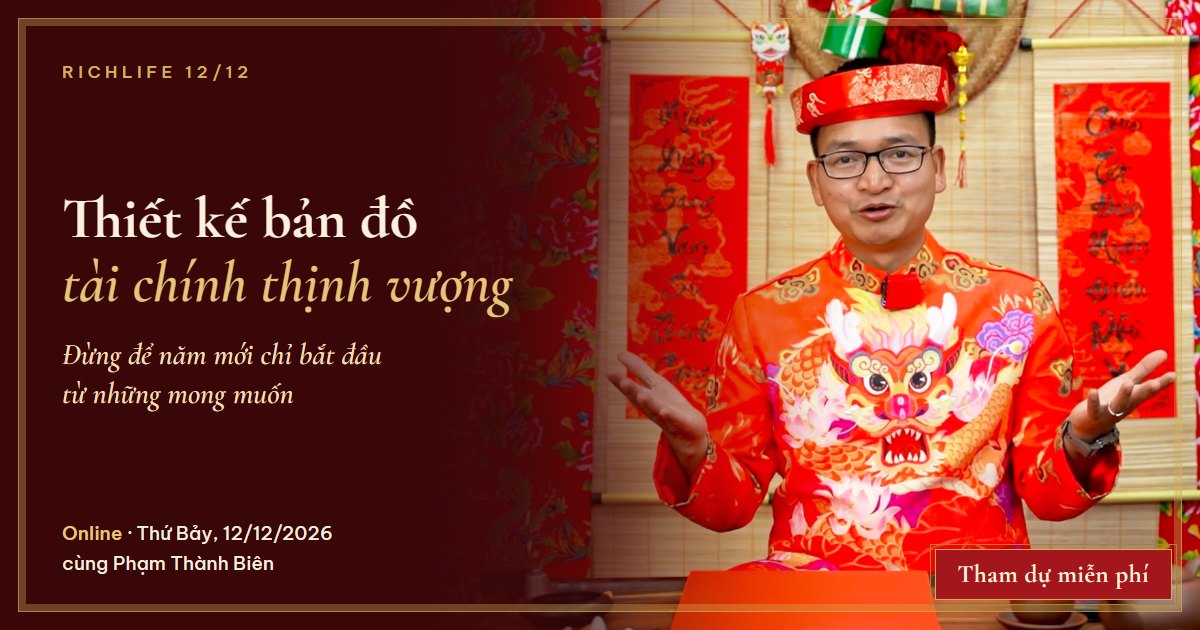 RICHLIFE 12/12
Thiết kế bản đồ
tài chính thịnh vượng
Đừng để năm mới chỉ bắt đầu
từ những mong muốn
Online · Thứ Bảy, 12/12/2026
cùng Phạm Thành Biên
Tham dự miễn phí